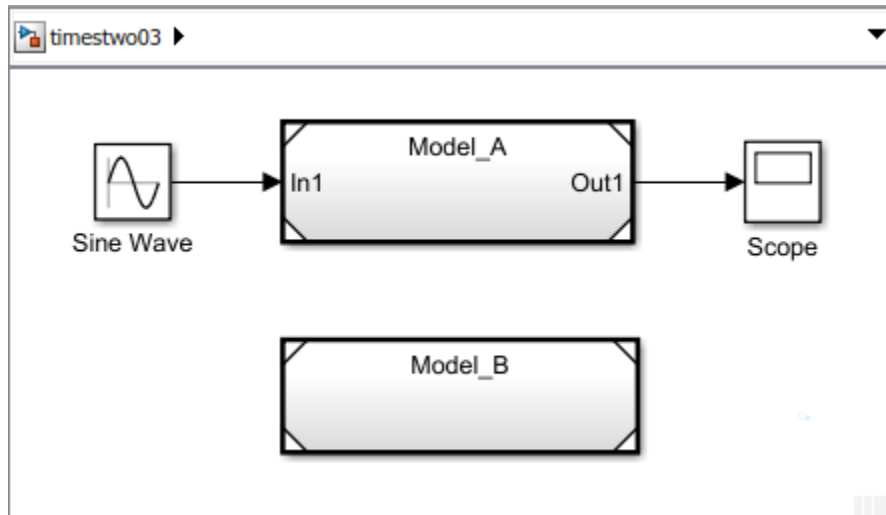 timestwo03
Model_A
In1
Out1
Sine Wave
Scope
Model_B